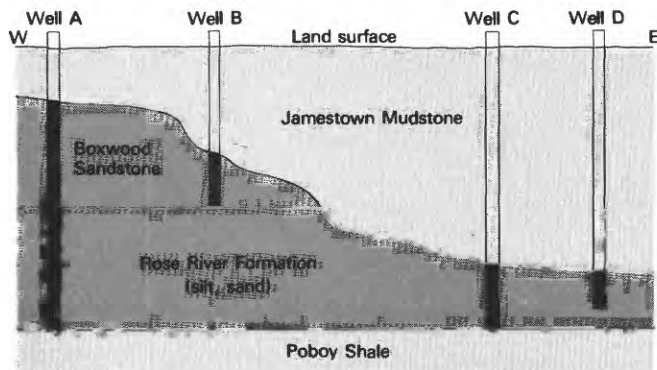 Well A Well B Well C Well D
W Land surface E
Jamestown Mudstone
Boxwood
Sandstone
Rose River Formation
(silt, sand)
Poboy Shale